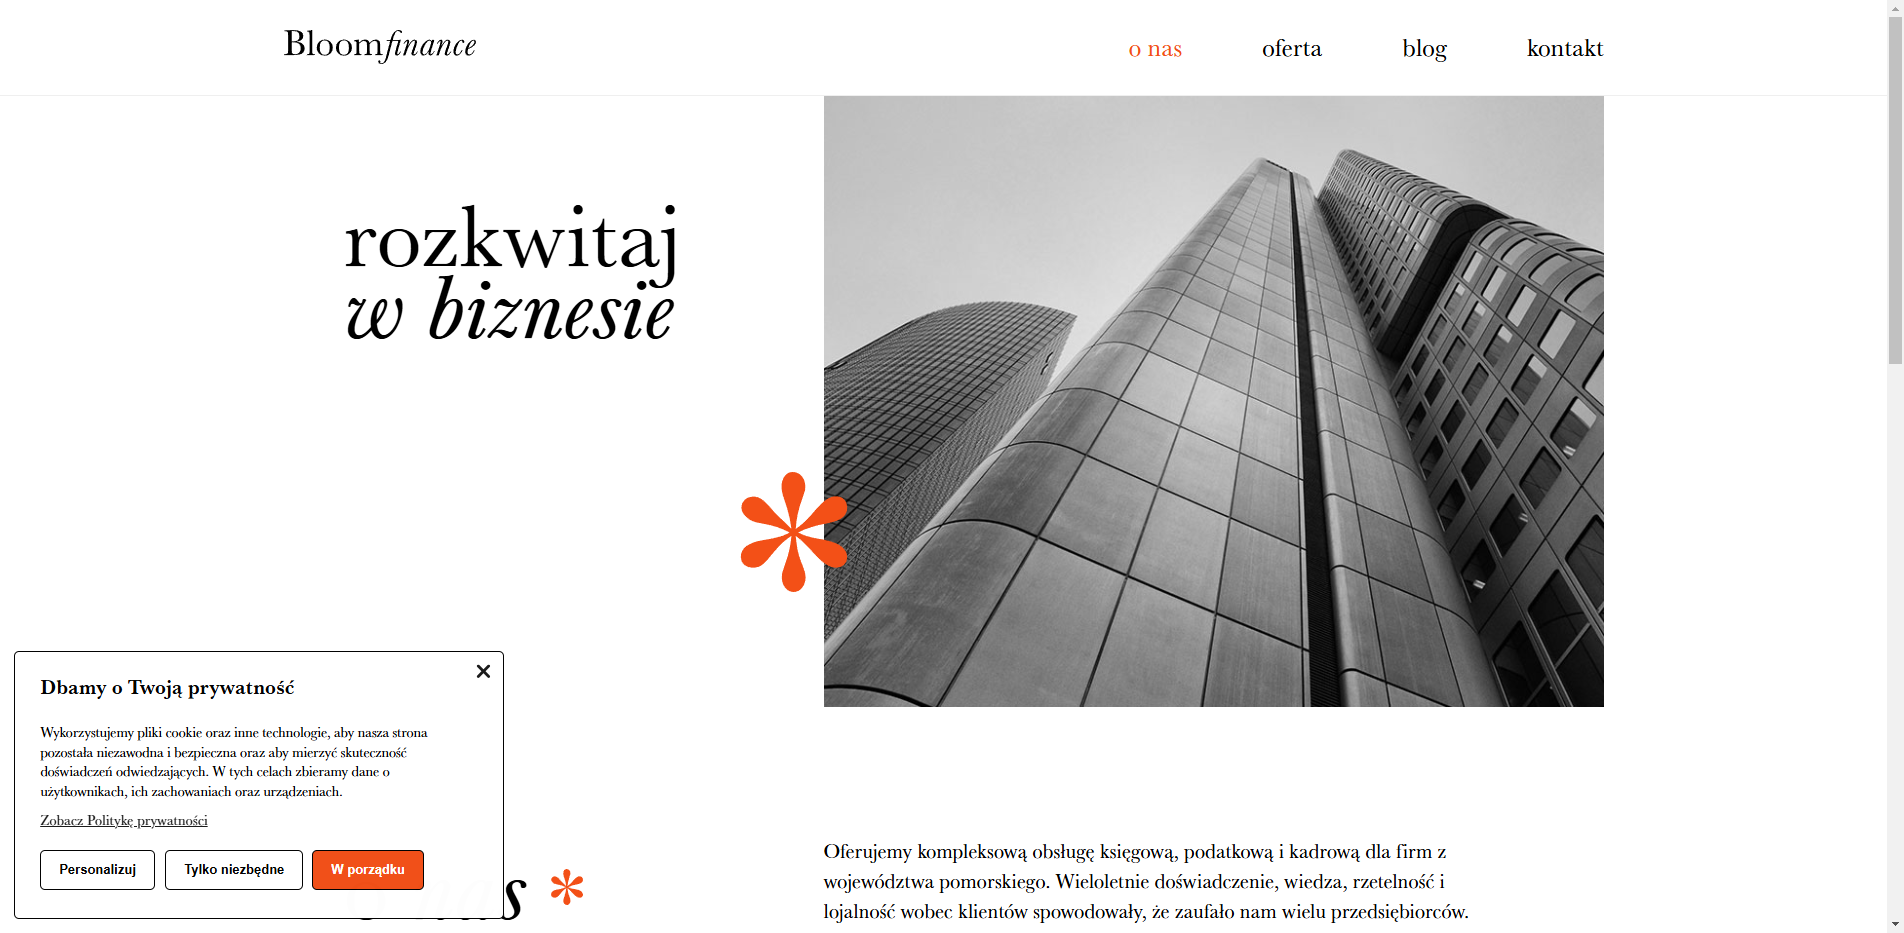 Bloomfinance
o nas oferta blog kontakt
rozkwitaj
w biznesie
Dbamy o Twoją prywatność
Wykorzystujemy pliki cookie oraz inne technologie, aby nasza strona
pozostała niezawodna i bezpieczna oraz aby mierzyć skuteczność
doświadczeń odwiedzających. W tych celach zbieramy dane o
użytkownikach, ich zachowaniach oraz urządzeniach.
Zobacz Politykę prywatności
Personalizuj Tylko niezbędne W porządku
o nas *
Oferujemy kompleksową obsługę księgową, podatkową i kadrową dla firm z
województwa pomorskiego. Wieloletnie doświadczenie, wiedza, rzetelność i
lojalność wobec klientów spowodowały, że zaufało nam wielu przedsiębiorców.